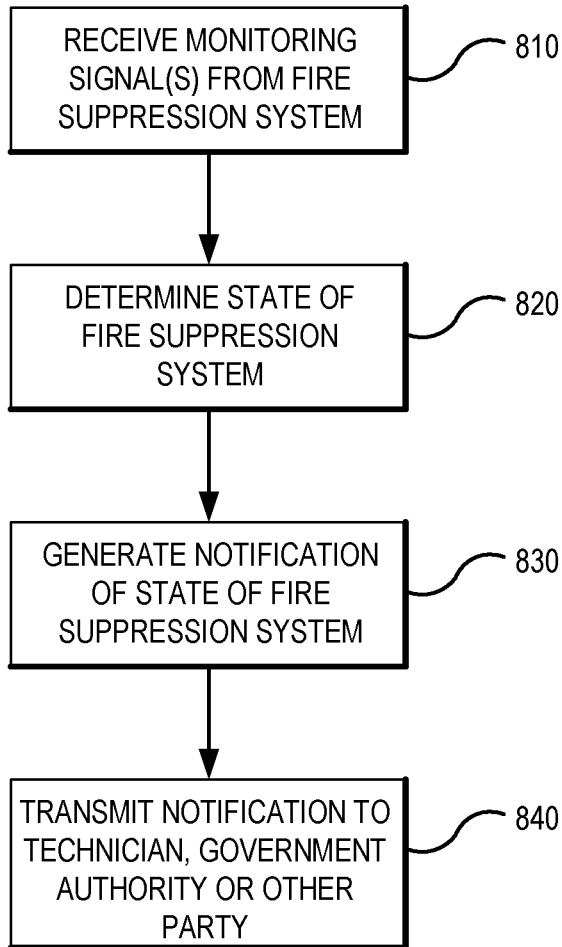 RECEIVE MONITORING
SIGNAL(S) FROM FIRE
SUPPRESSION SYSTEM
810
DETERMINE STATE OF
FIRE SUPPRESSION
SYSTEM
820
GENERATE NOTIFICATION
OF STATE OF FIRE
SUPPRESSION SYSTEM
830
TRANSMIT NOTIFICATION TO
TECHNICIAN, GOVERNMENT
AUTHORITY OR OTHER
PARTY
840